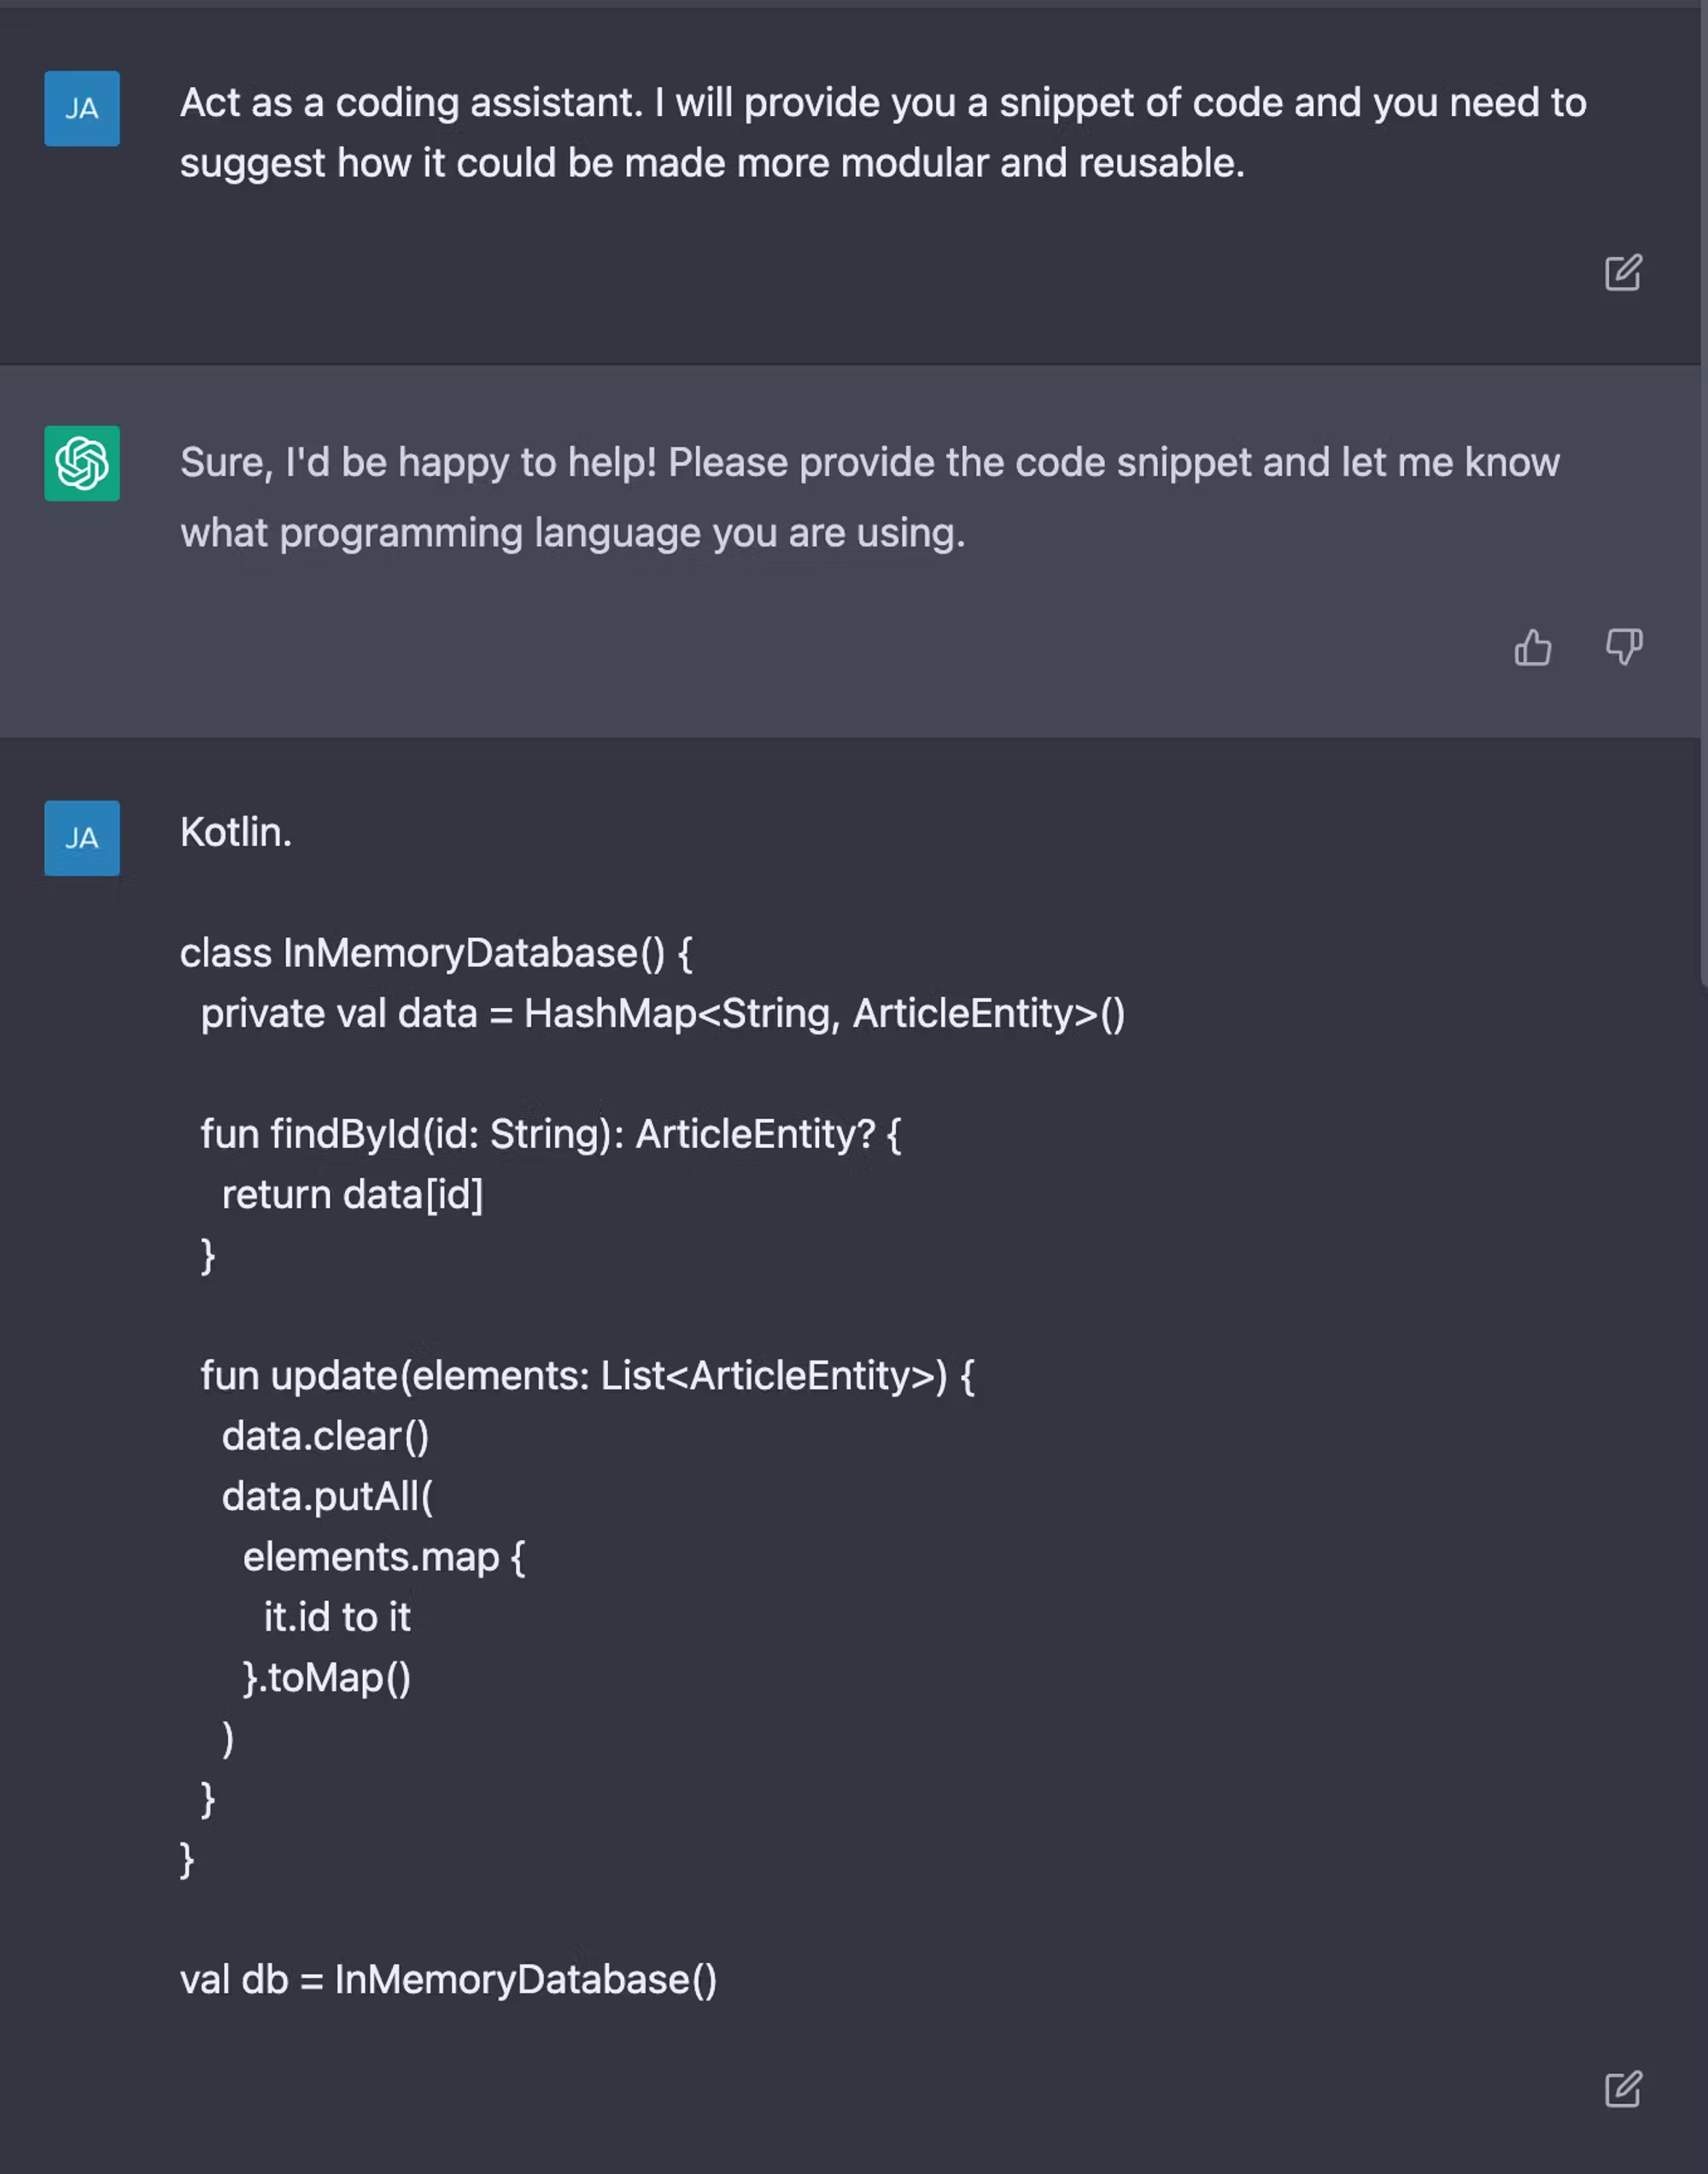 JA
Act as a coding assistant. I will provide you a snippet of code and you need to
suggest how it could be made more modular and reusable.
Sure, I'd be happy to help! Please provide the code snippet and let me know
what programming language you are using.
JA
Kotlin.
class InMemoryDatabase() {
  private val data = HashMap<String, ArticleEntity>()
  fun findById(id: String): ArticleEntity? {
    return data[id]
  }
  fun update(elements: List<ArticleEntity>) {
    data.clear()
    data.putAll(
      elements.map {
        it.id to it
      }.toMap()
    )
  }
}
val db = InMemoryDatabase()